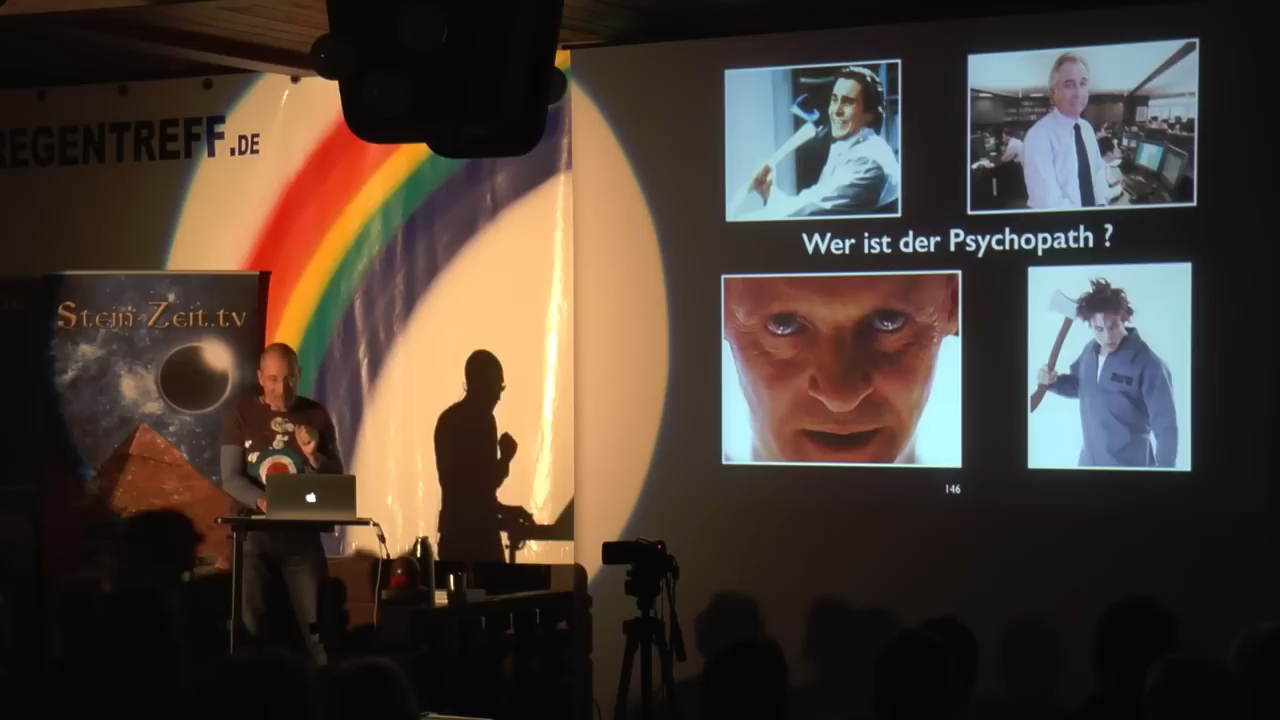 REGENTREFF.DE
Stein-Zeit.tv
Wer ist der Psychopath ?
146